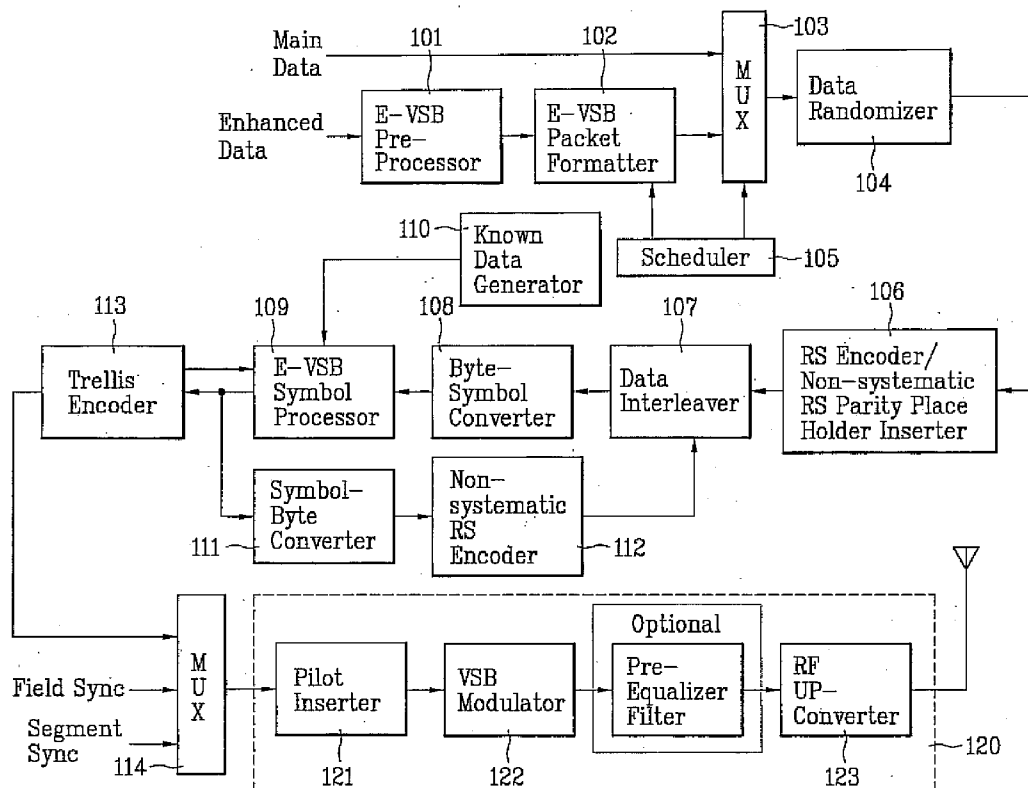 103
101
102
Main
Data
MUX
Data
Randomizer
104
Enhanced Data
E-VSB
Pre-
Processor
E-VSB
Packet
Formatter
110
Known
Data
Generator
Scheduler
105
113
109
108
107
106
Trellis
Encoder
E-VSB
Symbol
Processor
Byte-
Symbol
Converter
Data
Interleaver
RS Encoder/
Non-systematic
RS Parity Place
Holder Inserter
Symbol-
Byte
Converter
111
Non-
systematic
RS
Encoder
112
MUX
114
Field Sync
Segment
Sync
Pilot
Inserter
121
VSB
Modulator
122
Optional
Pre-
Equalizer
Filter
RF
UP-
Converter
123
120